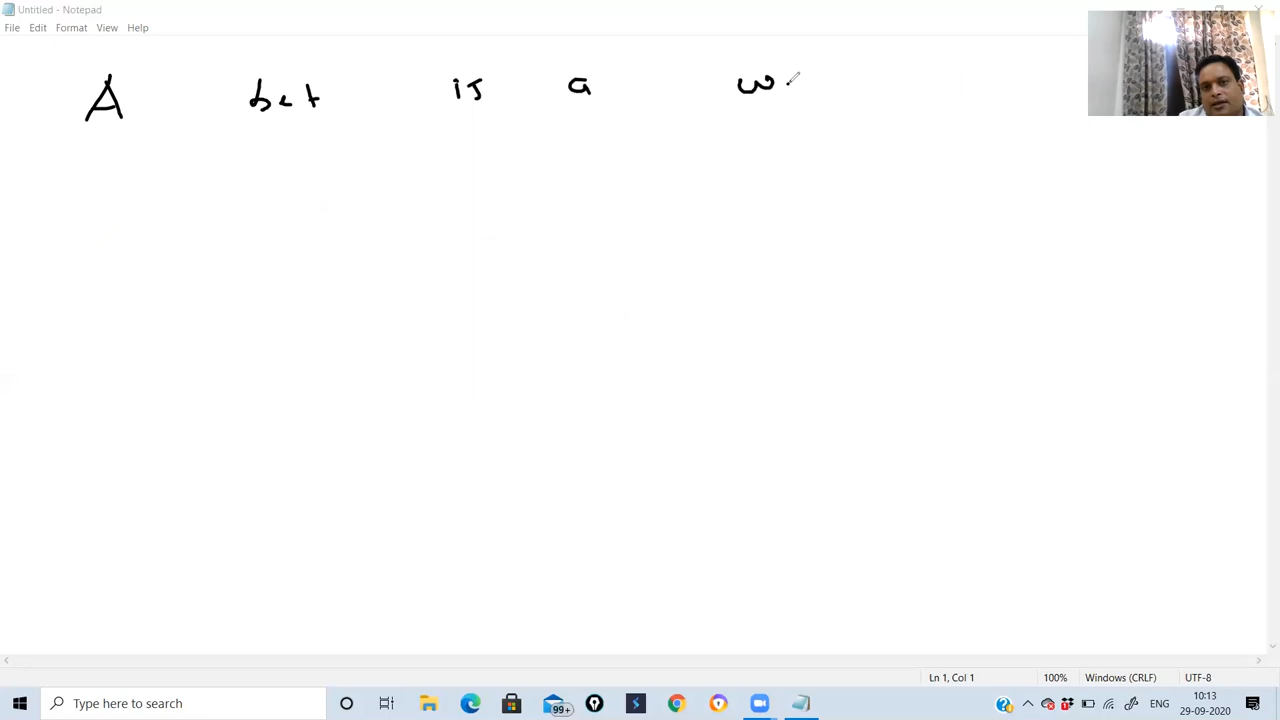 Untitled - Notepad
File Edit Format View Help
A bet is a w
Ln 1, Col 1 100% Windows (CRLF) UTF-8
Type here to search
99+
ENG
10:13
29-09-2020